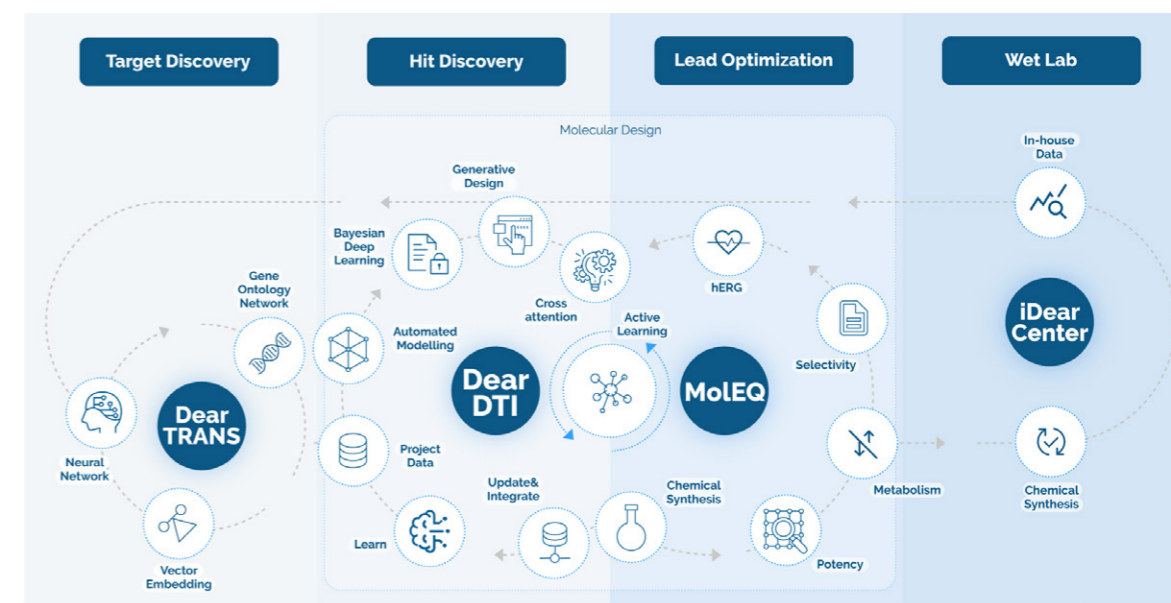 Target Discovery
Hit Discovery
Lead Optimization
Wet Lab
Molecular Design
In-house
Data
Generative
Design
Bayesian
Deep
Learning
Gene
Ontology
Network
Cross
attention
hERG
Active
Learning
Automated
Modelling
Selectivity
iDear
Center
Dear
DTI
MolEQ
Dear
TRANS
Neural
Network
Project
Data
Update&
Integrate
Chemical
Synthesis
Metabolism
Chemical
Synthesis
Learn
Potency
Vector
Embedding